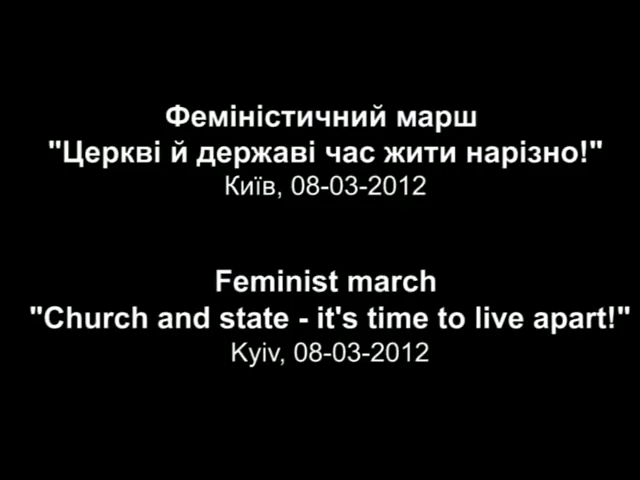 Феміністичний марш
"Церкві й державі час жити нарізно!"
Київ, 08-03-2012
Feminist march
"Church and state - it's time to live apart!"
Kyiv, 08-03-2012